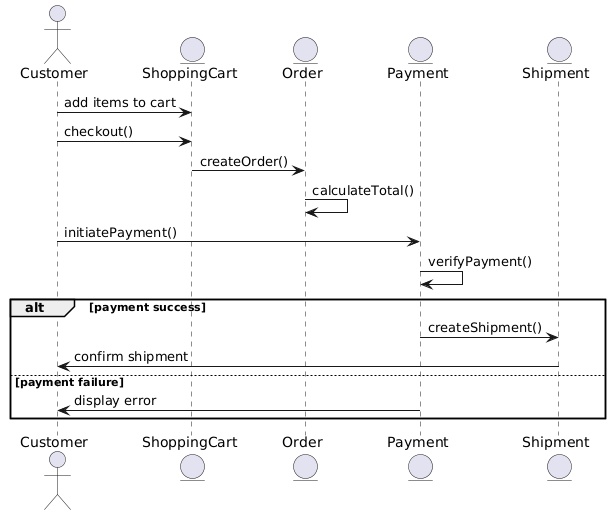 Customer ShoppingCart Order Payment Shipment
add items to cart
checkout()
createOrder()
calculateTotal()
initiatePayment()
verifyPayment()
alt [payment success]
createShipment()
confirm shipment
[payment failure]
display error
Customer ShoppingCart Order Payment Shipment